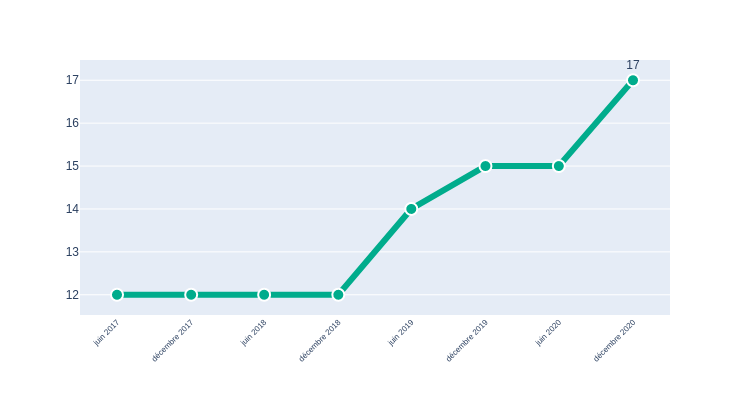 17
17
16
15
14
13
12
juin 2017
décembre 2017
juin 2018
décembre 2018
juin 2019
décembre 2019
juin 2020
décembre 2020